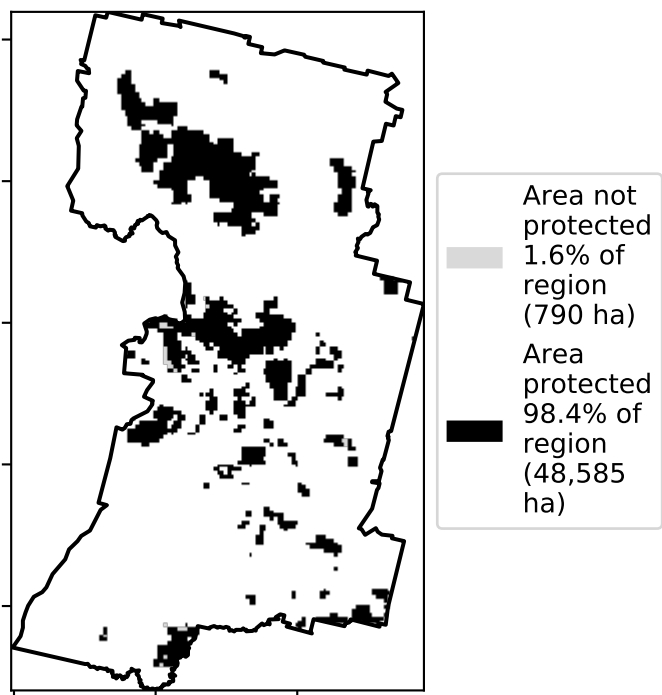 Area not
protected
1.6% of
region
(790 ha)
Area
protected
98.4% of
region
(48,585
ha)